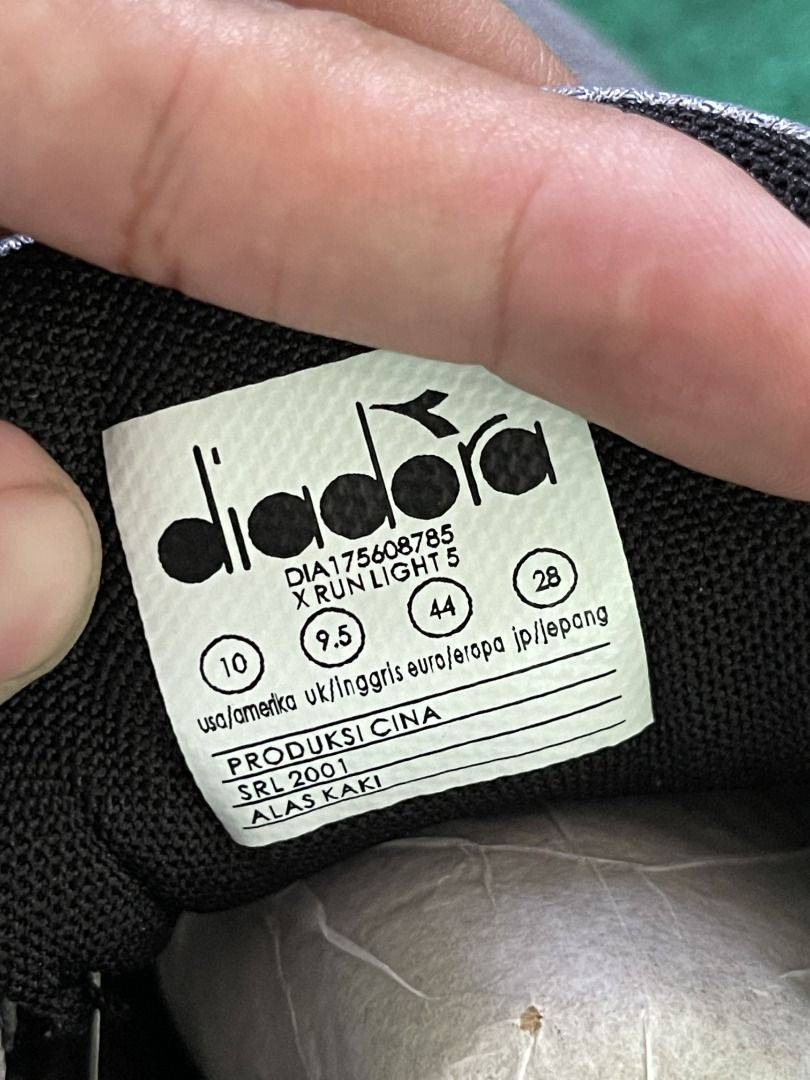 diadora
DIA175608785
X RUN LIGHT 5
10 9.5 44 28
usa/amerika uk/inggris euro/eropa jp/jepang
PRODUKSI CINA
SRL 2001
ALAS KAKI